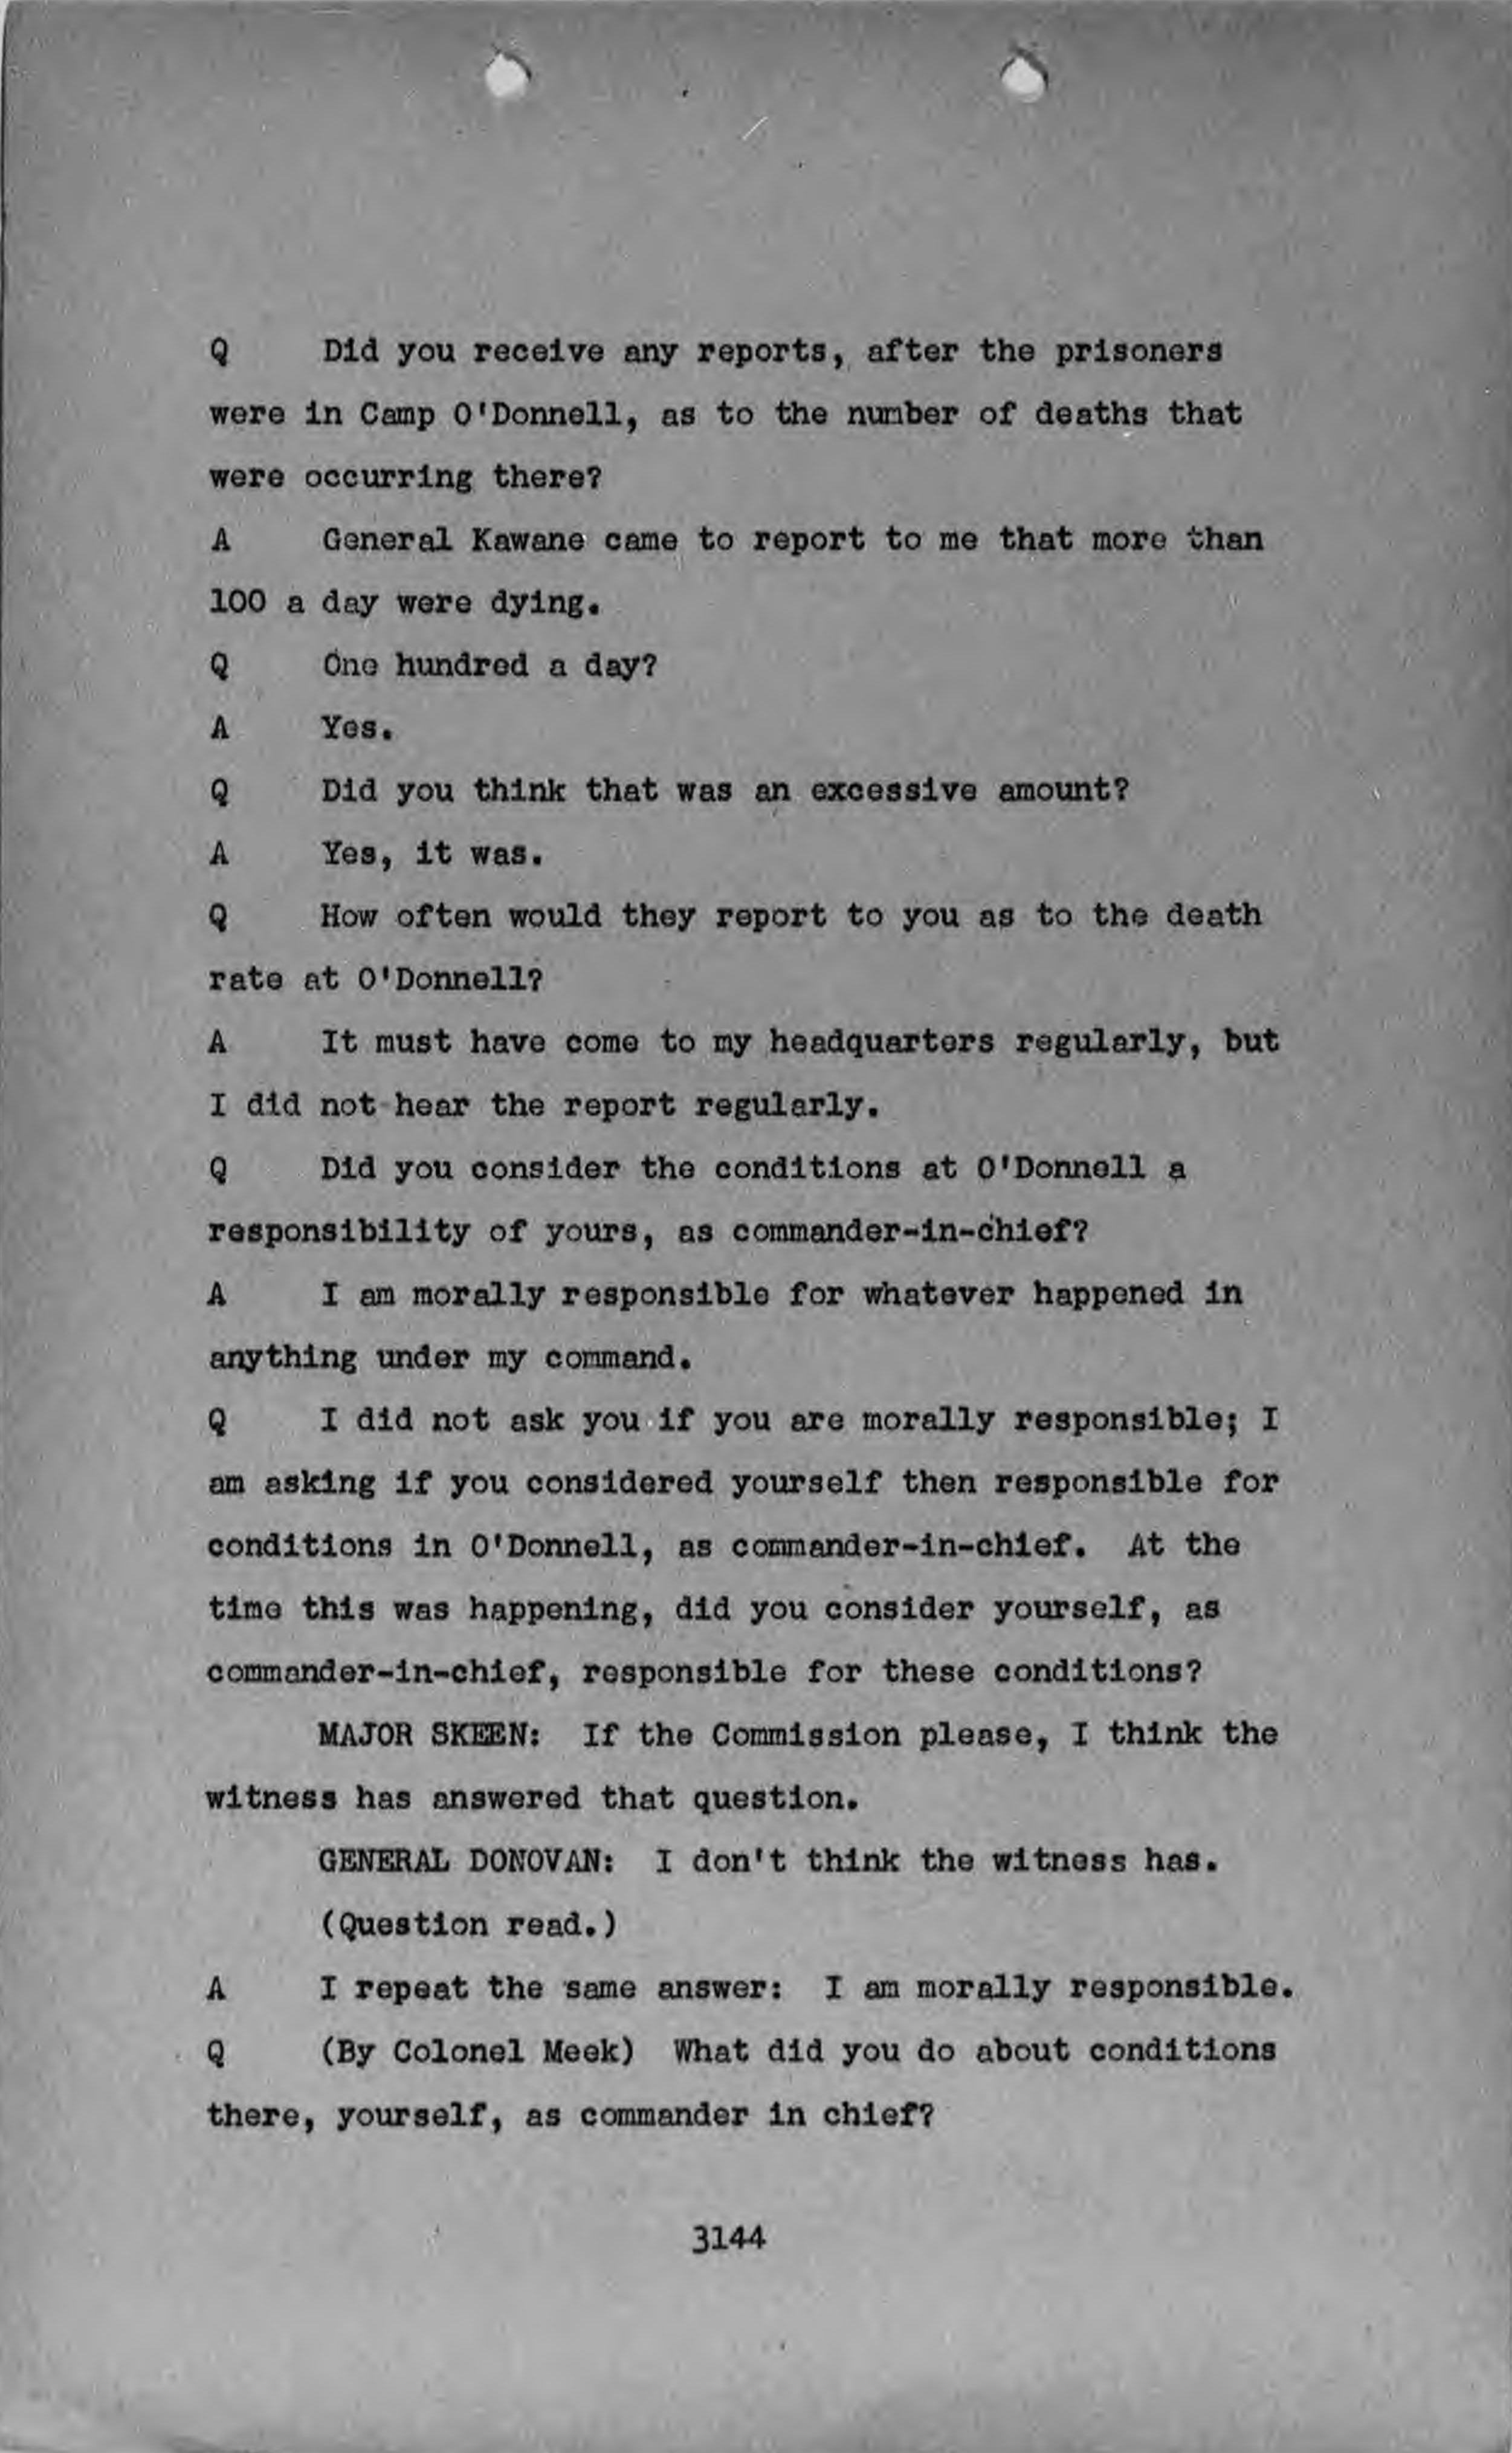 Q Did you receive any reports, after the prisoners
were in Camp O'Donnell, as to the number of deaths that
were occurring there?
A General Kawane came to report to me that more than
100 a day were dying.
Q One hundred a day?
A Yes.
Q Did you think that was an excessive amount?
A Yes, it was.
Q How often would they report to you as to the death
rate at O'Donnell?
A It must have come to my headquarters regularly, but
I did not hear the report regularly.
Q Did you consider the conditions at O'Donnell a
responsibility of yours, as commander-in-chief?
A I am morally responsible for whatever happened in
anything under my command.
Q I did not ask you if you are morally responsible; I
am asking if you considered yourself then responsible for
conditions in O'Donnell, as commander-in-chief. At the
time this was happening, did you consider yourself, as
commander-in-chief, responsible for these conditions?
MAJOR SKEEN: If the Commission please, I think the
witness has answered that question.
GENERAL DONOVAN: I don't think the witness has.
(Question read.)
A I repeat the same answer: I am morally responsible.
Q (By Colonel Meek) What did you do about conditions
there, yourself, as commander in chief?
3144